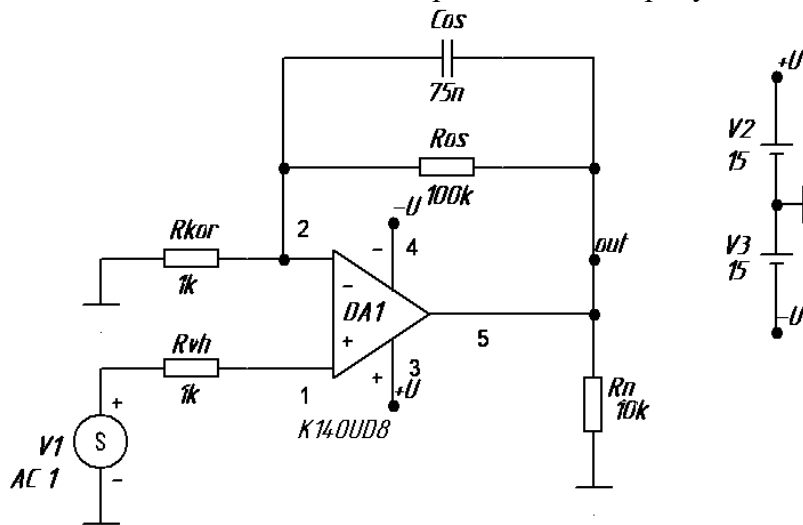 Cos
75n
Ros
100k
-U
4
-
Rkor
1k
2
-
DA1
+
out
5
Rvh
1k
1
3
+
+U
K140UD8
+
V1
S
AC 1
-
Rn
10k
+U
V2
15
V3
15
-U